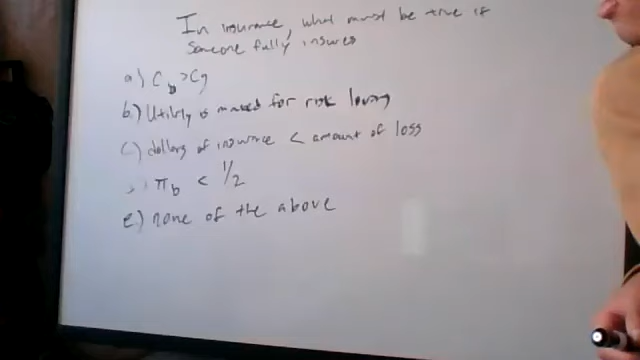 In insurance, what must be true if
someone fully insures
a) C_b > C_g
b.) Utility is maxed for risk loving
c.) dollars of insurance < amount of loss
) π_b < 1/2
e.) none of the above